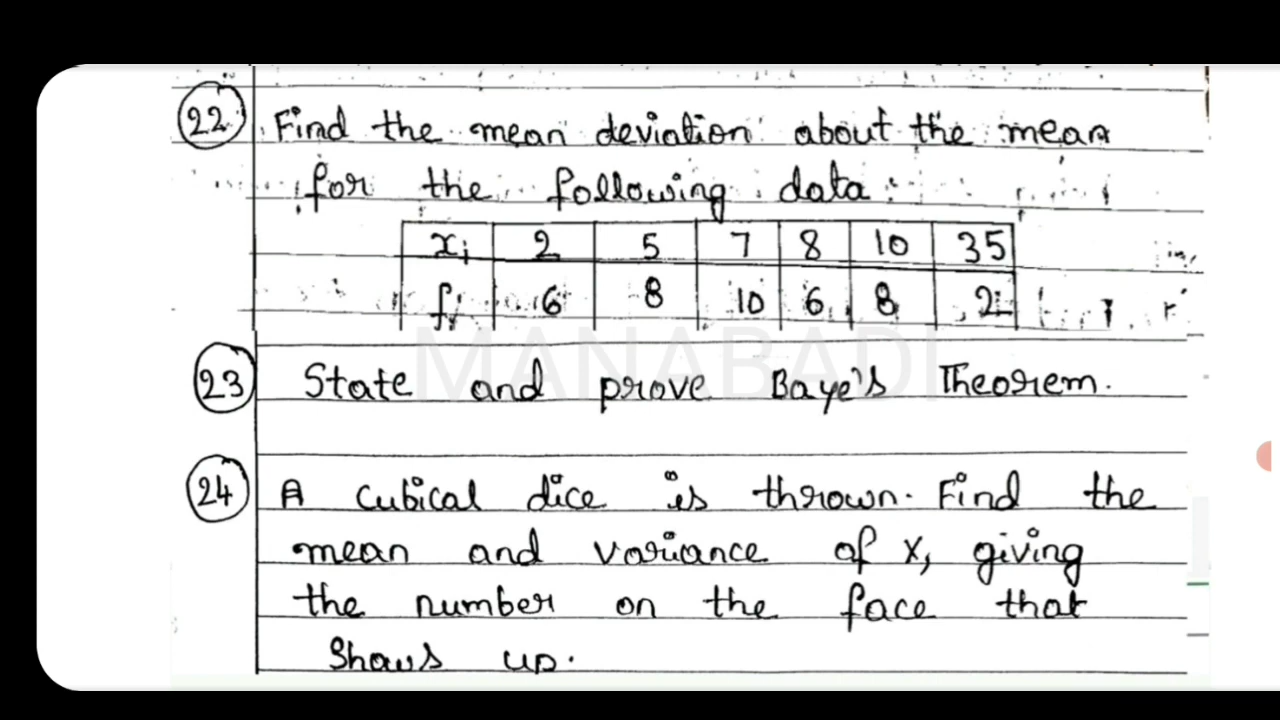 22 Find the mean deviation about the mean
for the following data:
xi 2 5 7 8 10 35
fi 6 8 10 6 8 2
MANABADI
23 State and prove Baye's Theorem.
24 A cubical dice is thrown. Find the
mean and variance of X, giving
the number on the face that
shows up.